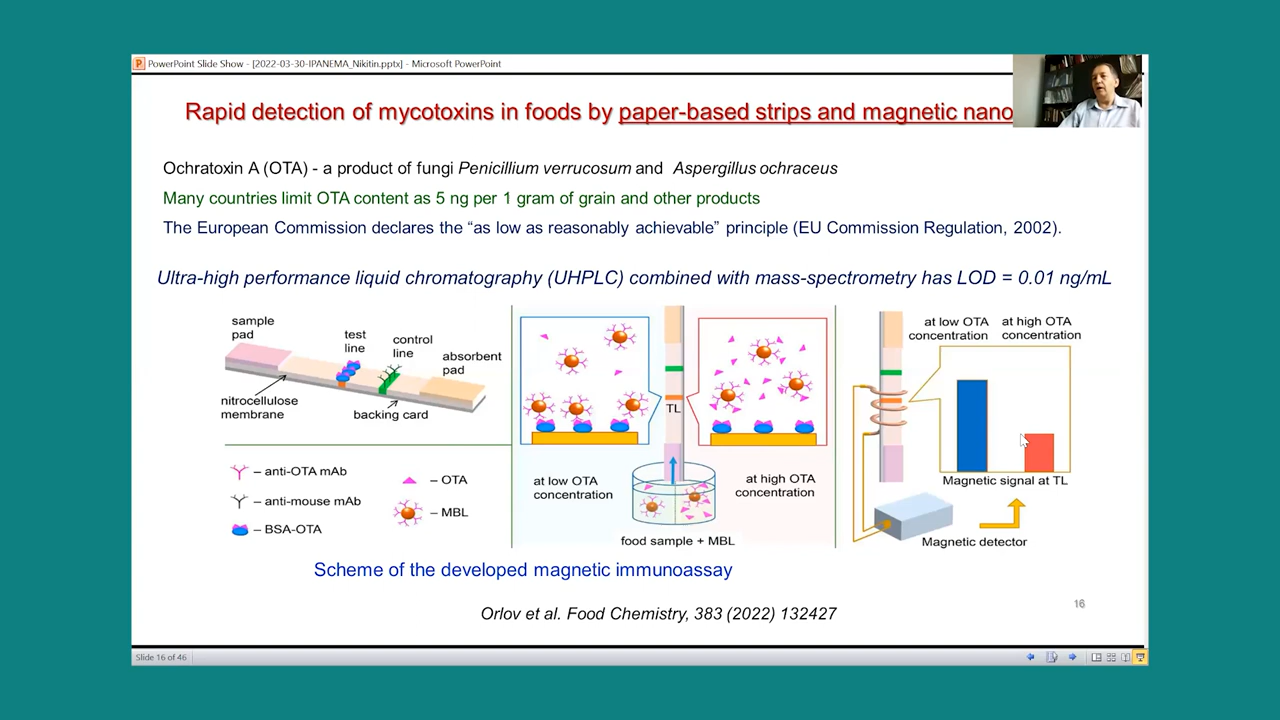 PowerPoint Slide Show - [2022-03-30-IPANEMA_Nikitin.pptx] - Microsoft PowerPoint
Rapid detection of mycotoxins in foods by paper-based strips and magnetic nano
Ochratoxin A (OTA) - a product of fungi Penicillium verrucosum and Aspergillus ochraceus
Many countries limit OTA content as 5 ng per 1 gram of grain and other products
The European Commission declares the “as low as reasonably achievable” principle (EU Commission Regulation, 2002).
Ultra-high performance liquid chromatography (UHPLC) combined with mass-spectrometry has LOD = 0.01 ng/mL
sample
pad
test
line
control
line
absorbent
pad
nitrocellulose
membrane
backing card
– anti-OTA mAb
– anti-mouse mAb
– BSA-OTA
– OTA
– MBL
TL
at low OTA
concentration
at high OTA
concentration
food sample + MBL
at low OTA
concentration
at high OTA
concentration
Magnetic signal at TL
Magnetic detector
Scheme of the developed magnetic immunoassay
Orlov et al. Food Chemistry, 383 (2022) 132427
16
Slide 16 of 46